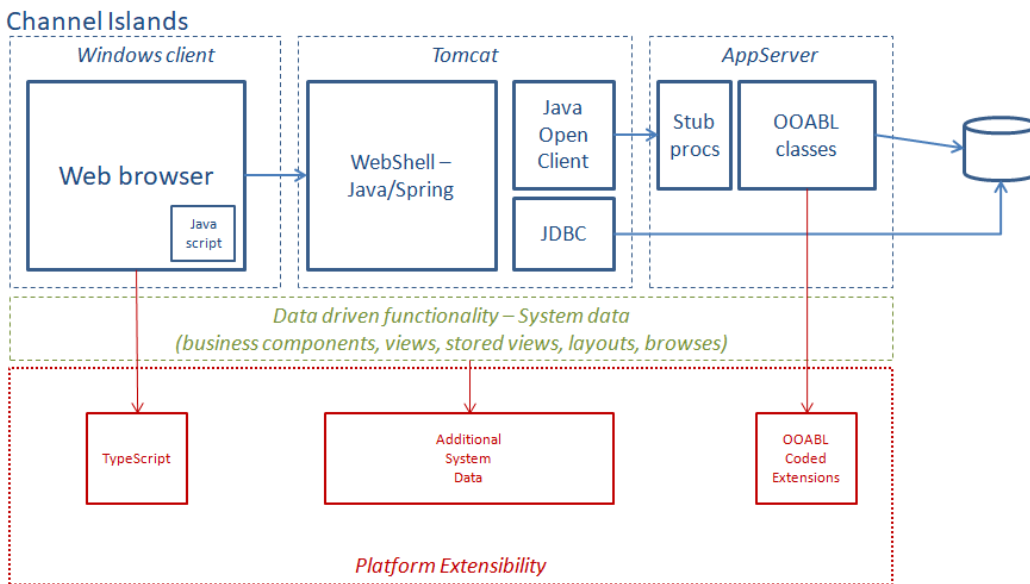 Channel Islands
Windows client
Tomcat
AppServer
Web browser
Java
script
WebShell –
Java/Spring
Java
Open
Client
JDBC
Stub
procs
OOABL
classes
Data driven functionality – System data
(business components, views, stored views, layouts, browses)
TypeScript
Additional
System
Data
OOABL
Coded
Extensions
Platform Extensibility